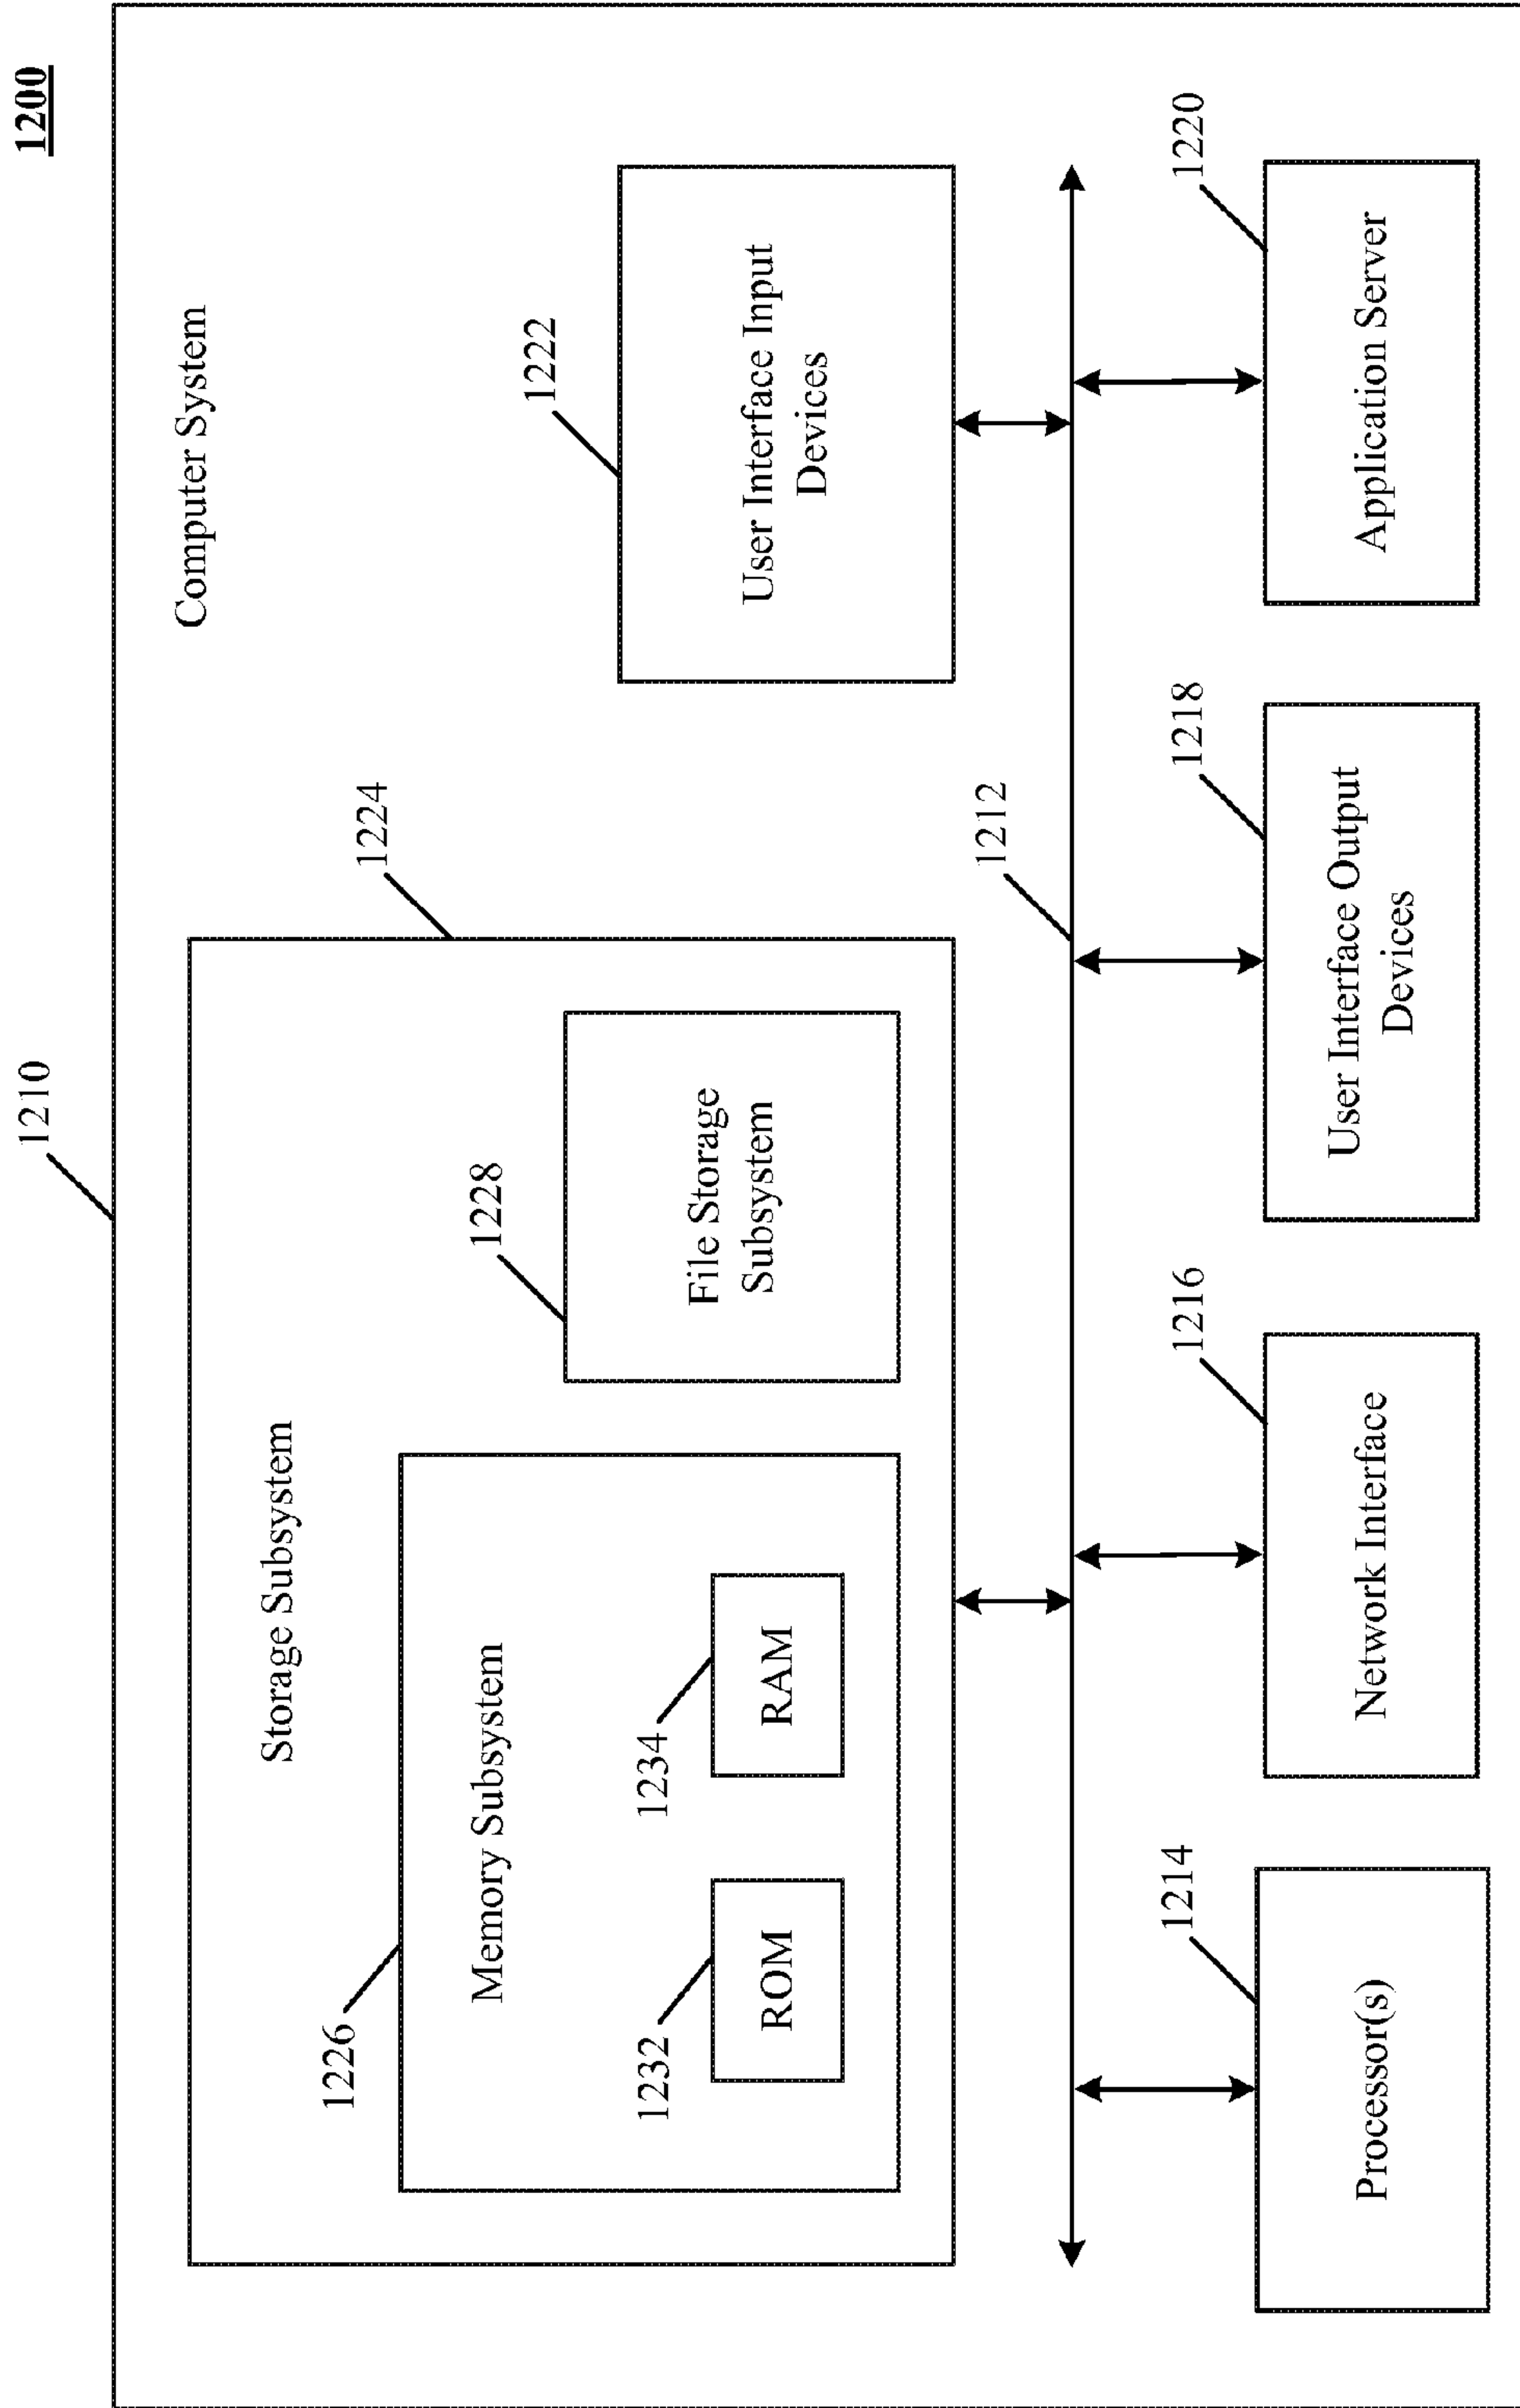 1200
1210
Computer System
Storage Subsystem
1224
1226
Memory Subsystem
1228
1222
1232
1234
ROM
RAM
File Storage
Subsystem
User Interface Input
Devices
1212
1214
1216
1218
1220
Processor(s)
Network Interface
User Interface Output
Devices
Application Server